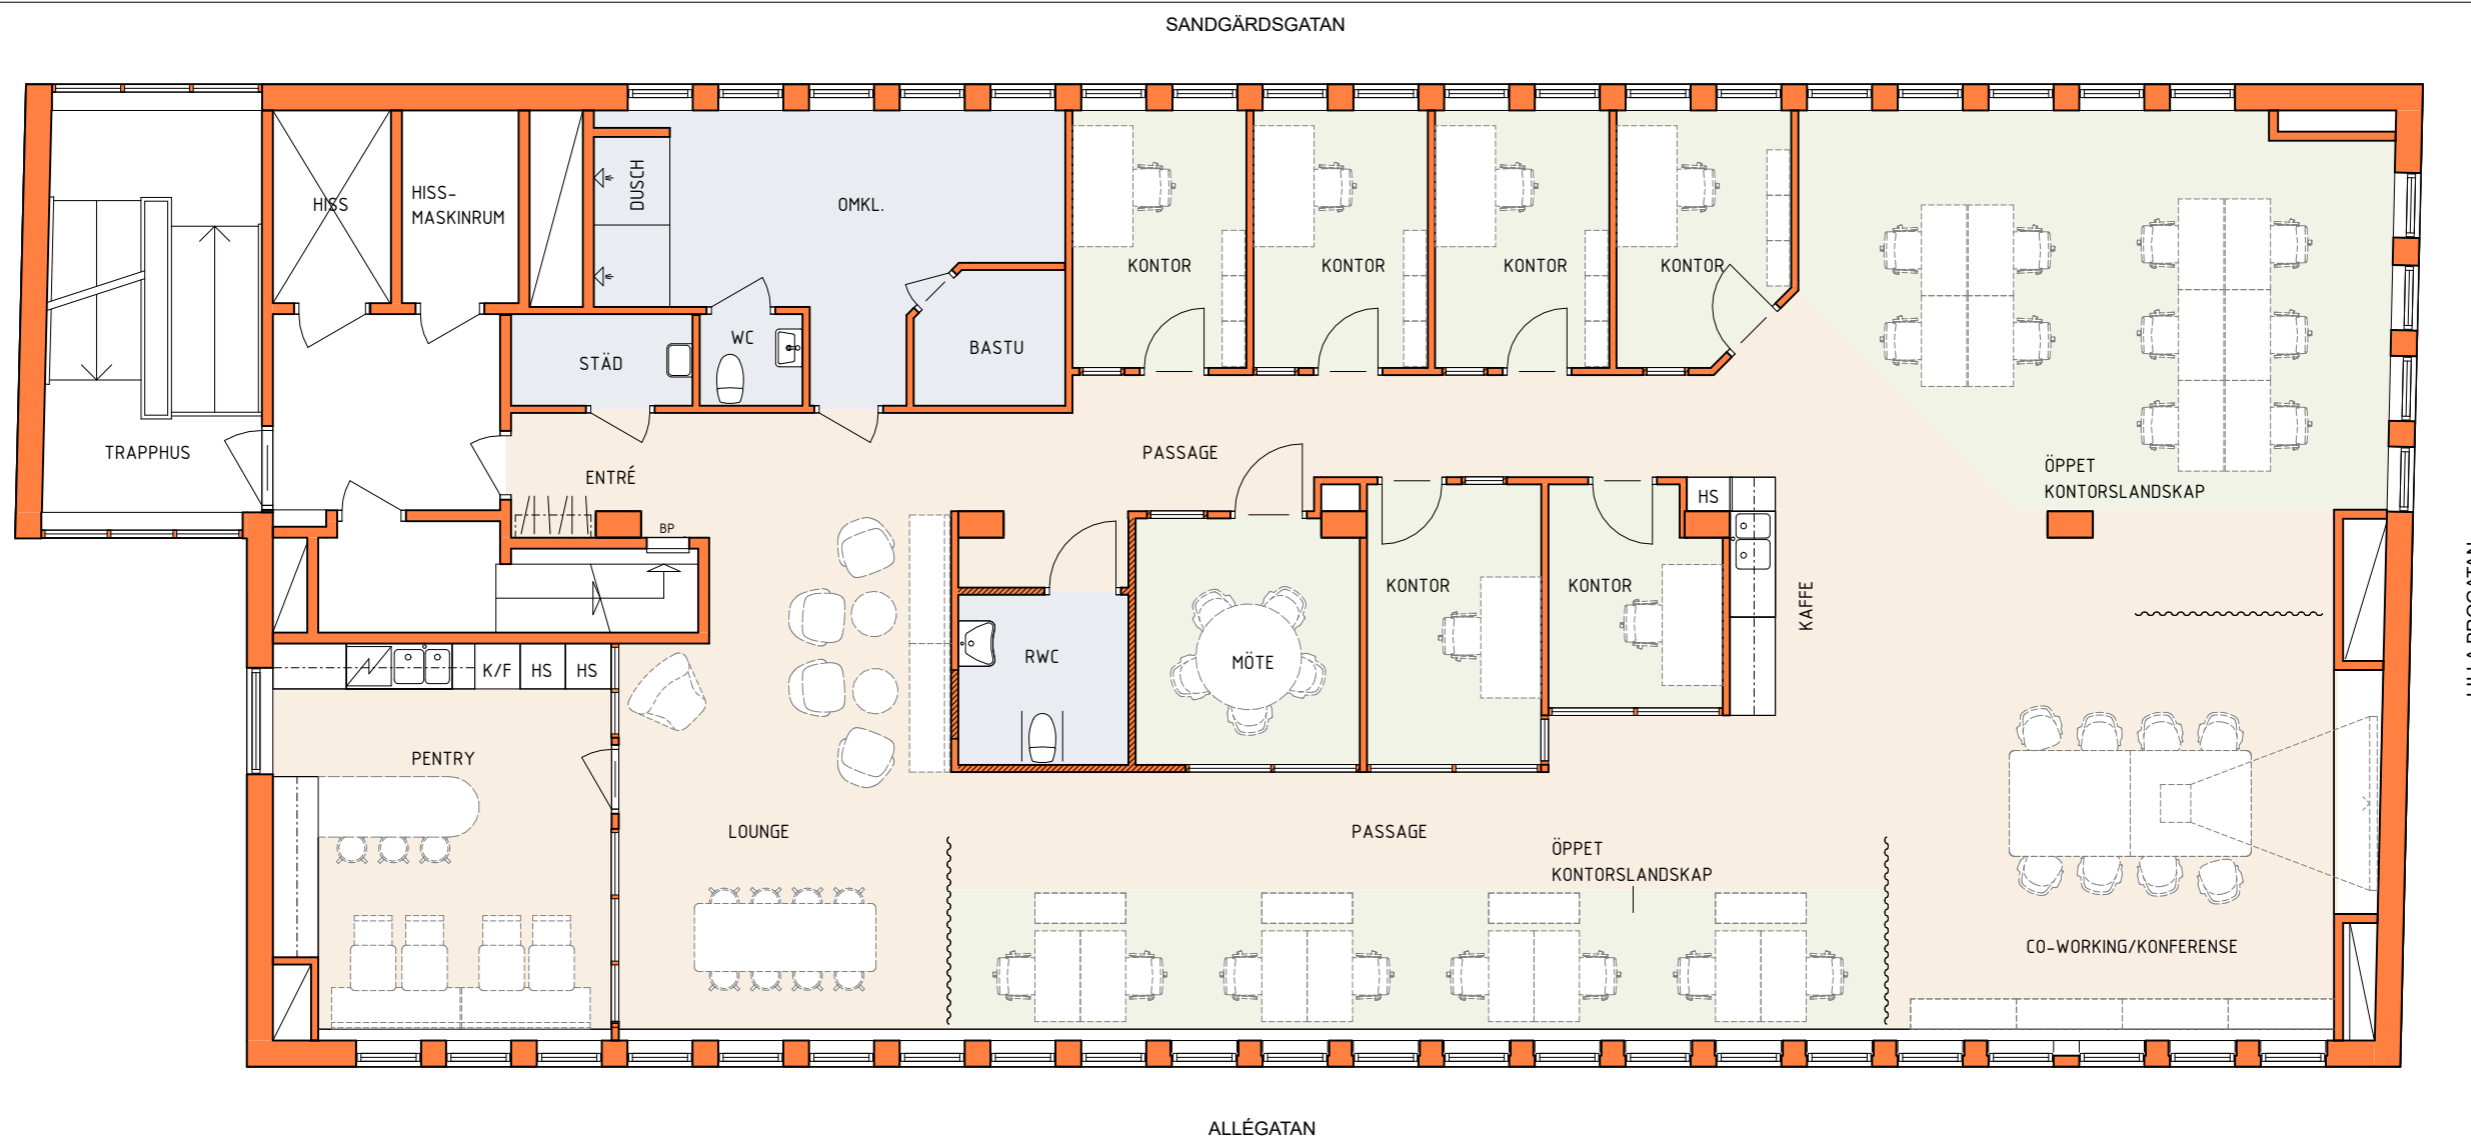 SANDGÄRDSGATAN
HISS
HISS-
MASKINRUM
DUSCH
OMKL.
KONTOR
KONTOR
KONTOR
KONTOR
STÄD
WC
BASTU
TRAPPHUS
ENTRÉ
PASSAGE
ÖPPET
KONTORSLANDSKAP
HS
BP
KONTOR
KONTOR
KAFFE
MÖTE
RWC
K/F
HS
HS
PENTRY
LOUNGE
PASSAGE
ÖPPET
KONTORSLANDSKAP
CO-WORKING/KONFERENSE
ALLÉGATAN